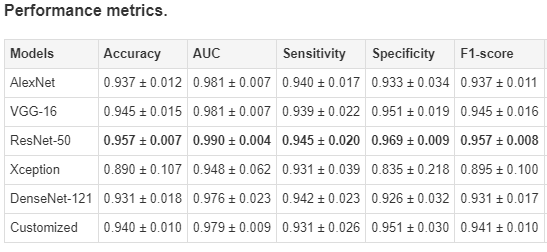 Performance metrics.
Models Accuracy AUC Sensitivity Specificity F1-score
AlexNet 0.937 ± 0.012 0.981 ± 0.007 0.940 ± 0.017 0.933 ± 0.034 0.937 ± 0.011
VGG-16 0.945 ± 0.015 0.981 ± 0.007 0.939 ± 0.022 0.951 ± 0.019 0.945 ± 0.016
ResNet-50 0.957 ± 0.007 0.990 ± 0.004 0.945 ± 0.020 0.969 ± 0.009 0.957 ± 0.008
Xception 0.890 ± 0.107 0.948 ± 0.062 0.931 ± 0.039 0.835 ± 0.218 0.895 ± 0.100
DenseNet-121 0.931 ± 0.018 0.976 ± 0.023 0.942 ± 0.023 0.926 ± 0.032 0.931 ± 0.017
Customized 0.940 ± 0.010 0.979 ± 0.009 0.931 ± 0.026 0.951 ± 0.030 0.941 ± 0.010